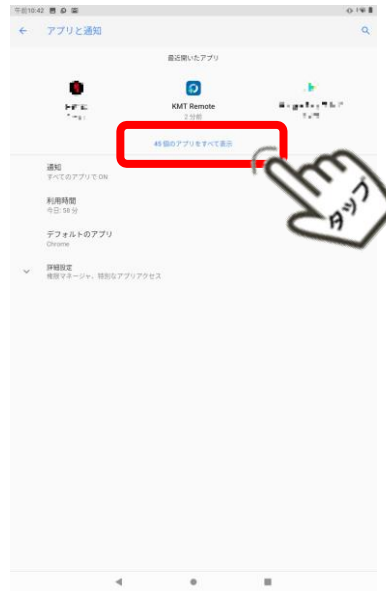 午前10:42
アプリと通知
最近開いたアプリ
KMT Remote
2 分前
45 個のアプリをすべて表示
タップ
通知
すべてのアプリで ON
利用時間
今日: 56 分
デフォルトのアプリ
Chrome
詳細設定
権限マネージャ、特別なアプリアクセス